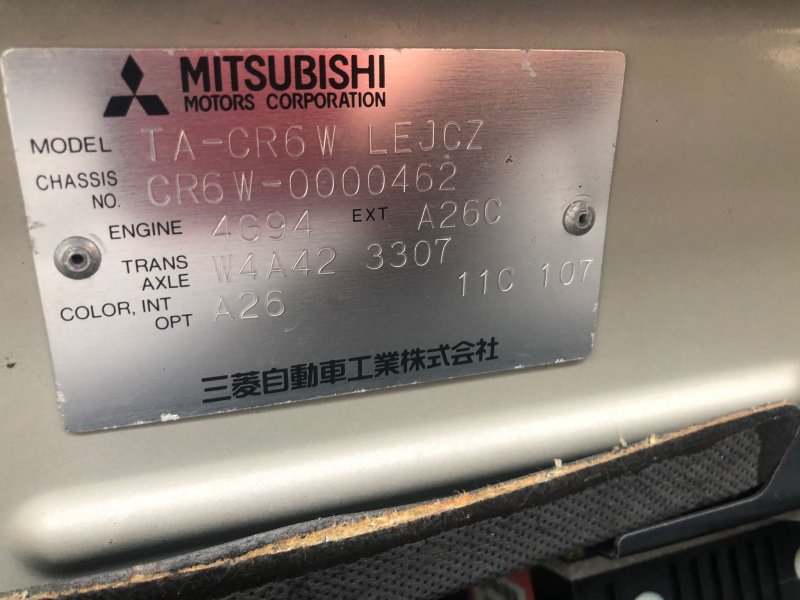 MITSUBISHI
MOTORS CORPORATION
MODEL TA-CR6W LEJCZ
CHASSIS NO. CR6W-0000462
ENGINE 4G94 EXT A26C
TRANS AXLE W4A42 3307
COLOR, INT OPT A26 11C 107
三菱自動車工業株式会社